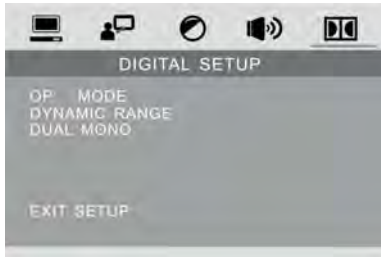 DIGITAL SETUP
OP MODE
DYNAMIC RANGE
DUAL MONO
EXIT SETUP